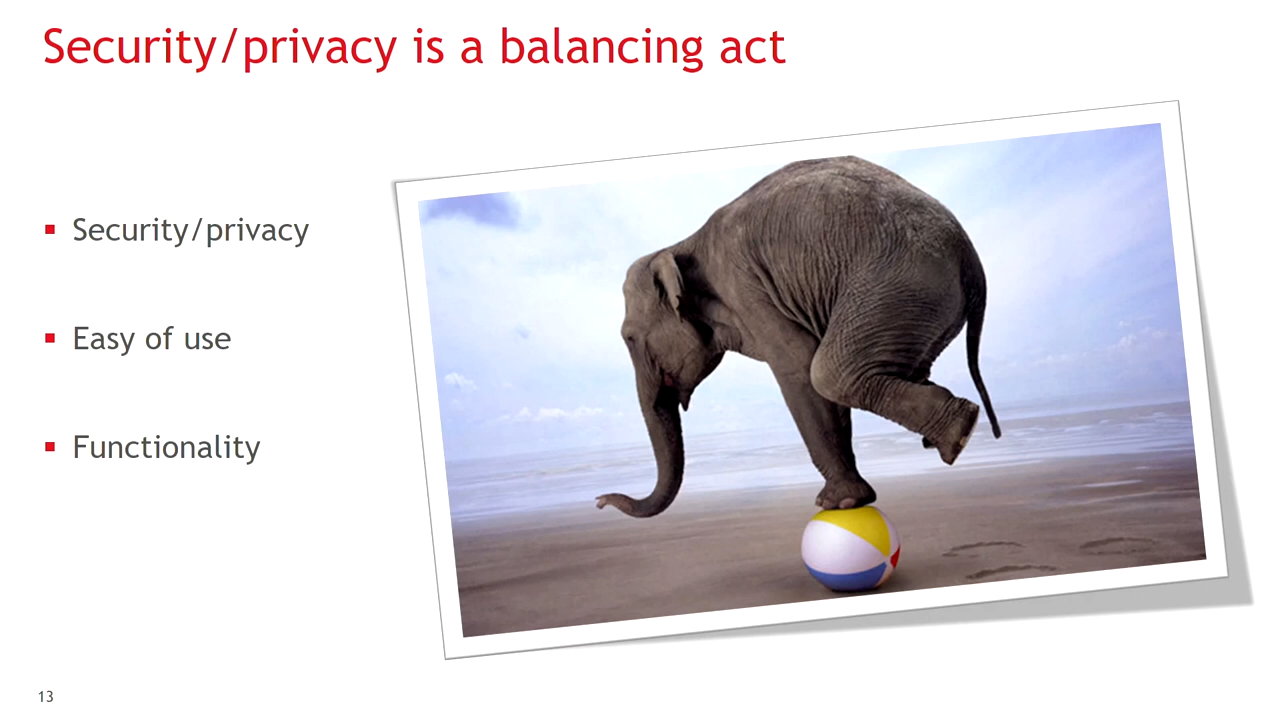 Security/privacy is a balancing act
Security/privacy
Easy of use
Functionality
13